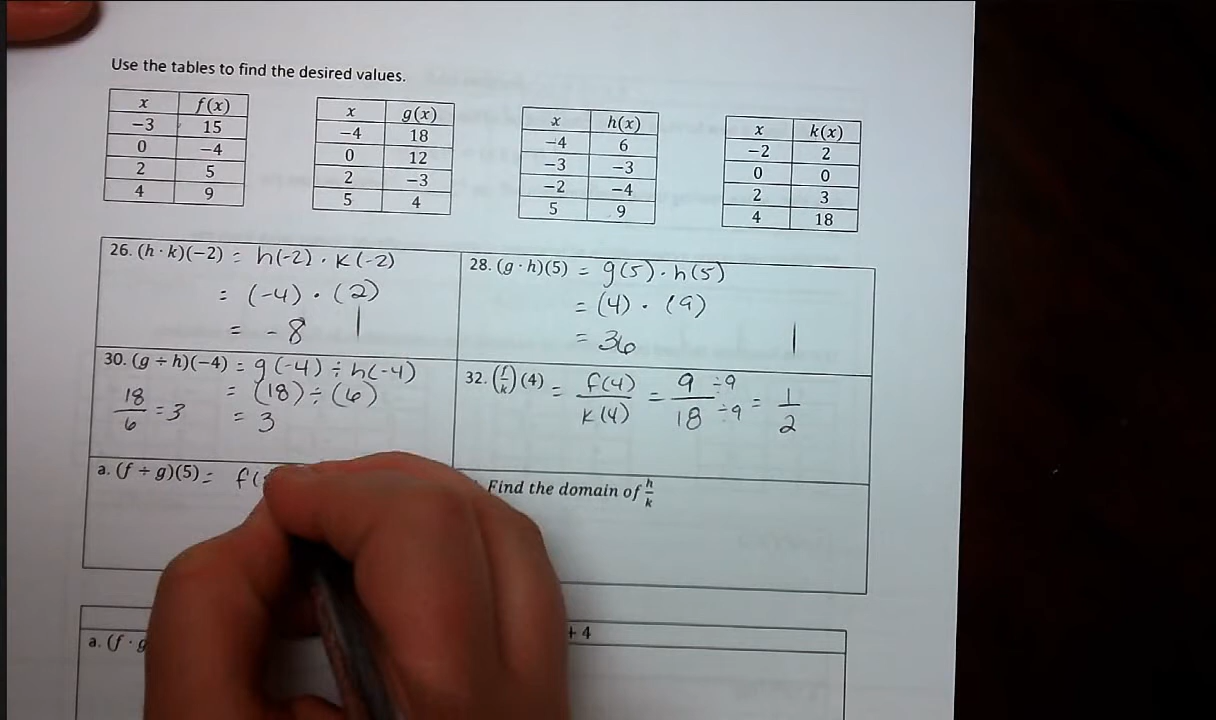 Use the tables to find the desired values.
x f(x)
−3 15
0 −4
2 5
4 9
x g(x)
−4 18
0 12
2 −3
5 4
x h(x)
−4 6
−3 −3
−2 −4
5 9
x k(x)
−2 2
0 0
2 3
4 18
26. (h · k)(−2) = h(-2) · k(-2)
= (-4) · (2)
= -8
28. (g · h)(5) = g(5) · h(5)
= (4) · (9)
= 36
30. (g ÷ h)(−4) = g(-4) ÷ h(-4)
= (18) ÷ (6)
18/6 = 3 = 3
32. (f/k)(4) = f(4)/k(4) = 9/18 ÷9/÷9 = 1/2
a. (f ÷ g)(5) = f(
Find the domain of h/k
a. (f · g
+ 4